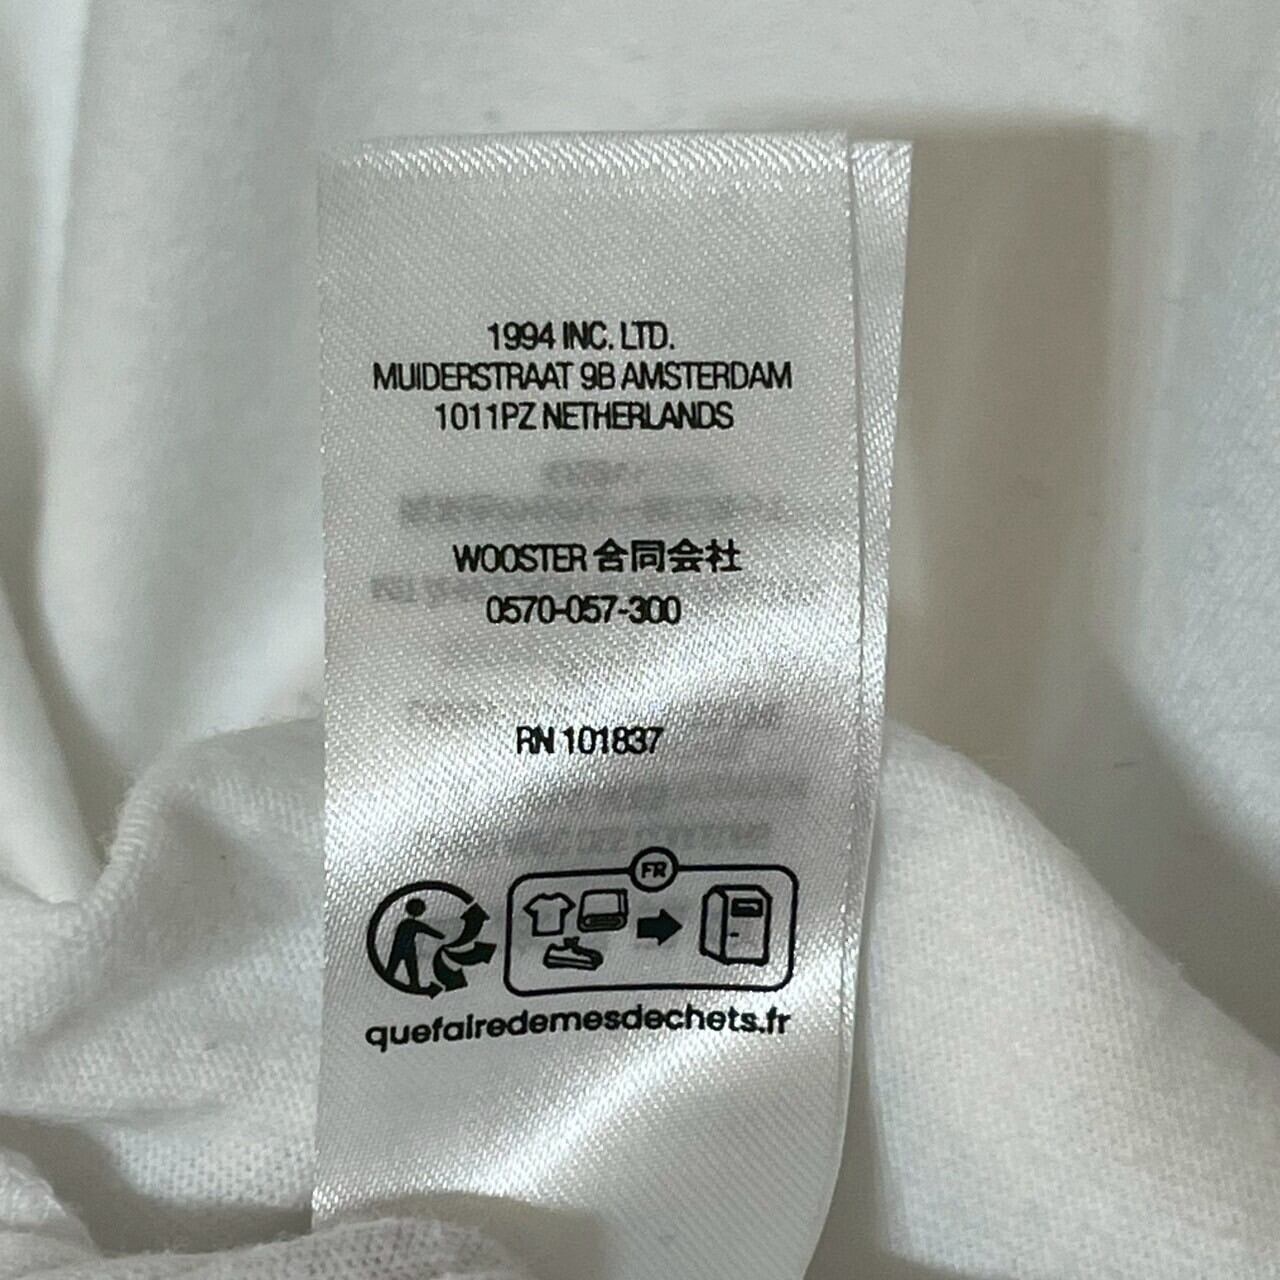 1994 INC. LTD.
MUIDERSTRAAT 9B AMSTERDAM
1011PZ NETHERLANDS
WOOSTER 合同会社
0570-057-300
RN 101837
FR
quefairedemesdechets.fr